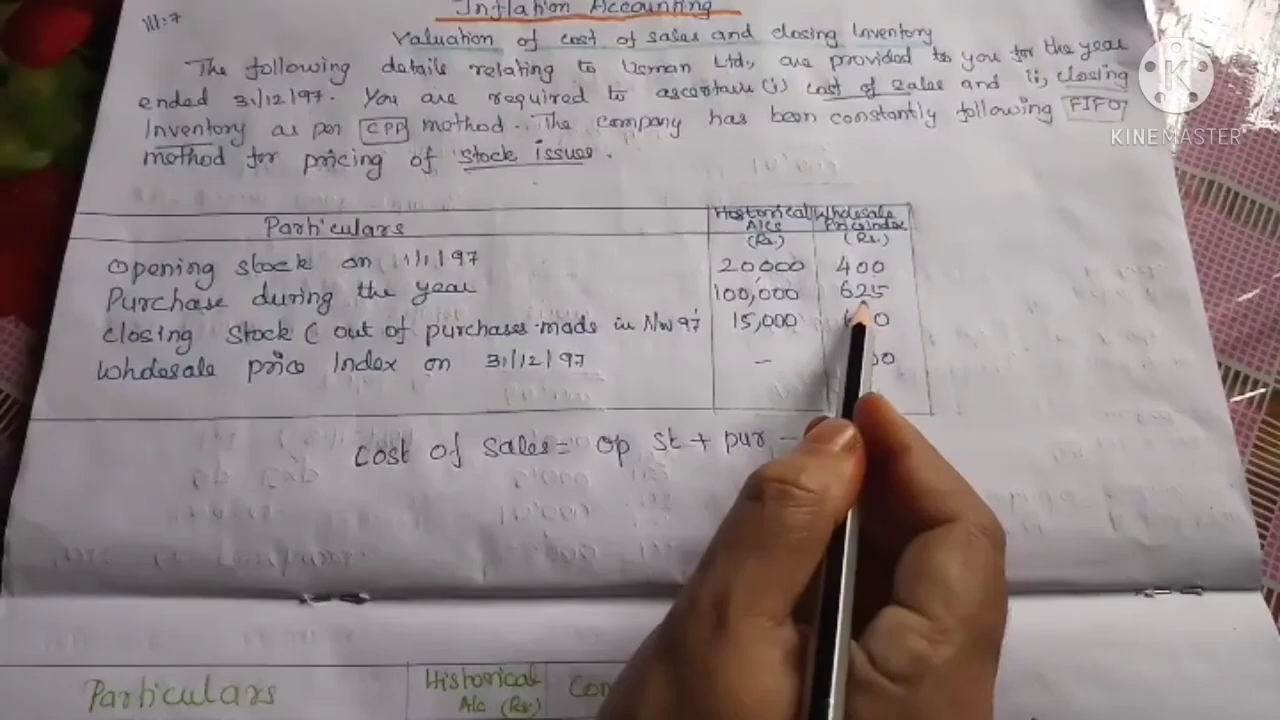 Ill:7
Inflation Accounting
Valuation of cost of sales and closing Inventory
The following details relating to Usman Ltd., are provided to you for the year
ended 31/12/97. You are required to ascertain (i) cost of sales and ii, closing
Inventory as per CPP method. The company has been constantly following FIFO
method for pricing of stock issues.
Particulars Historical A/cs (Rs.) Wholesale Price Index (Rs.)
Opening stock on 1/1/97 20000 400
Purchase during the year 100,000 625
closing stock ( out of purchases made in Nov 97 15,000
Wholesale price Index on 31/12/97 -
Cost of sales = op st + pur -
Particulars Historical A/c (Rs.)
KINEMASTER